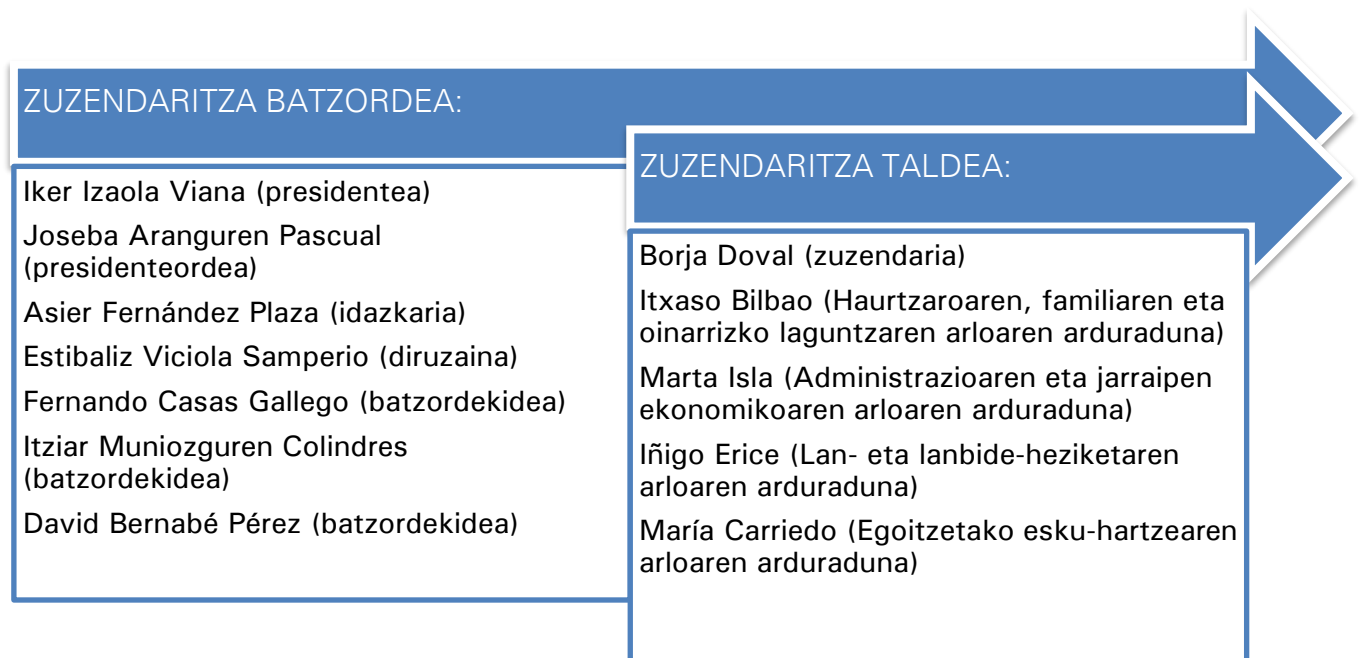 ZUZENDARITZA BATZORDEA:
Iker Izaola Viana (presidentea)
Joseba Aranguren Pascual
(presidenteordea)
Asier Fernández Plaza (idazkaria)
Estibaliz Viciola Samperio (diruzaina)
Fernando Casas Gallego (batzordekidea)
Itziar Muniozguren Colindres
(batzordekidea)
David Bernabé Pérez (batzordekidea)
ZUZENDARITZA TALDEA:
Borja Doval (zuzendaria)
Itxaso Bilbao (Haurtzaroaren, familiaren eta
oinarrizko laguntzaren arloaren arduraduna)
Marta Isla (Administrazioaren eta jarraipen
ekonomikoaren arloaren arduraduna)
Iñigo Erice (Lan- eta lanbide-heziketaren
arloaren arduraduna)
María Carriedo (Egoitzetako esku-hartzearen
arloaren arduraduna)